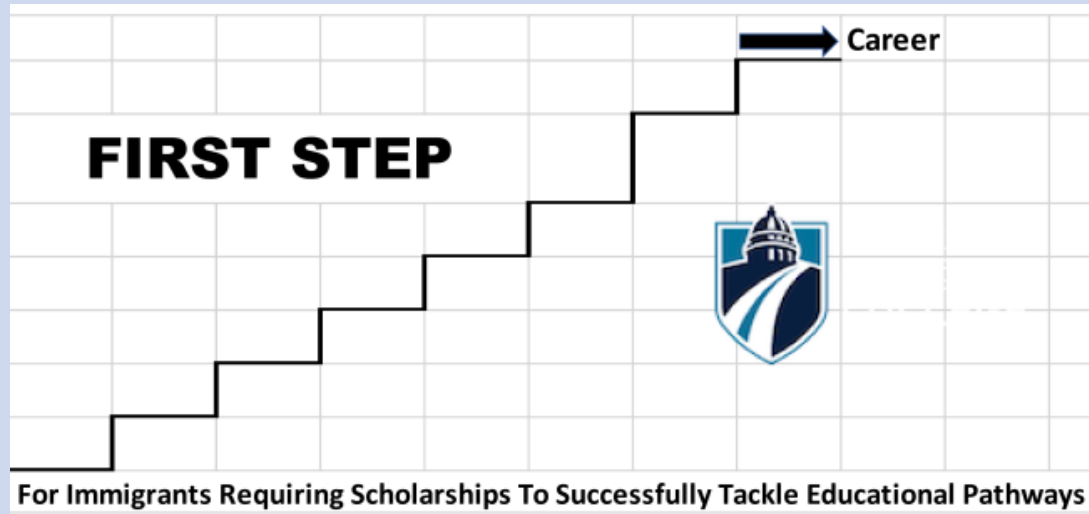 Career
FIRST STEP
For Immigrants Requiring Scholarships To Successfully Tackle Educational Pathways